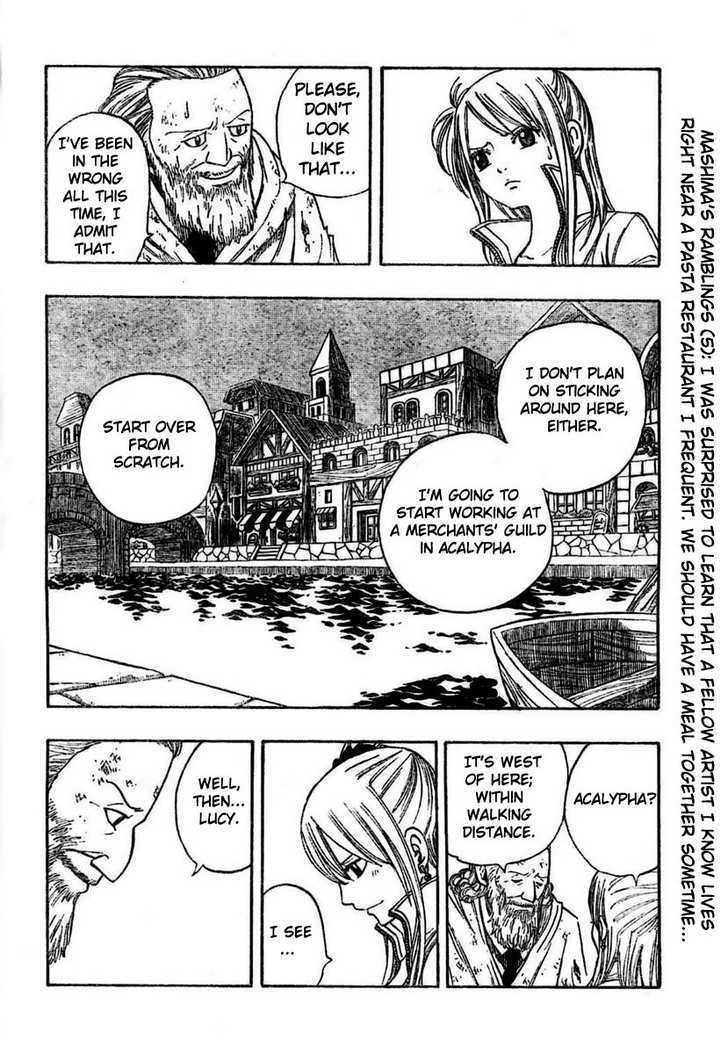 PLEASE,
DON'T
LOOK
LIKE
THAT...
I'VE BEEN
IN THE
WRONG
ALL THIS
TIME, I
ADMIT
THAT.
I DON'T PLAN
ON STICKING
AROUND HERE,
EITHER.
I'M GOING TO
START WORKING AT
A MERCHANTS' GUILD
IN ACALYPHA.
START OVER
FROM
SCRATCH.
ACALYPHA?
IT'S WEST
OF HERE;
WITHIN
WALKING
DISTANCE.
I SEE
...
WELL,
THEN...
LUCY.
MASHIMA'S RAMBLINGS (5): I WAS SURPRISED TO LEARN THAT A FELLOW ARTIST I KNOW LIVES
RIGHT NEAR A PASTA RESTAURANT I FREQUENT. WE SHOULD HAVE A MEAL TOGETHER SOMETIME...